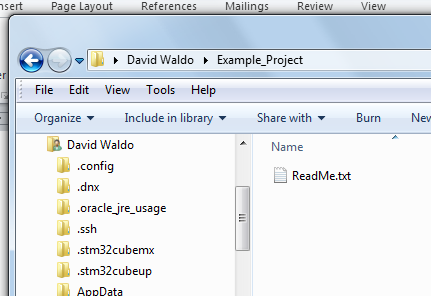 nsert Page Layout References Mailings Review View
David Waldo Example_Project
File Edit View Tools Help
Organize Include in library Share with Burn New
David Waldo
.config
.dnx
.oracle_jre_usage
.ssh
.stm32cubemx
.stm32cubeup
AppData
Name
ReadMe.txt